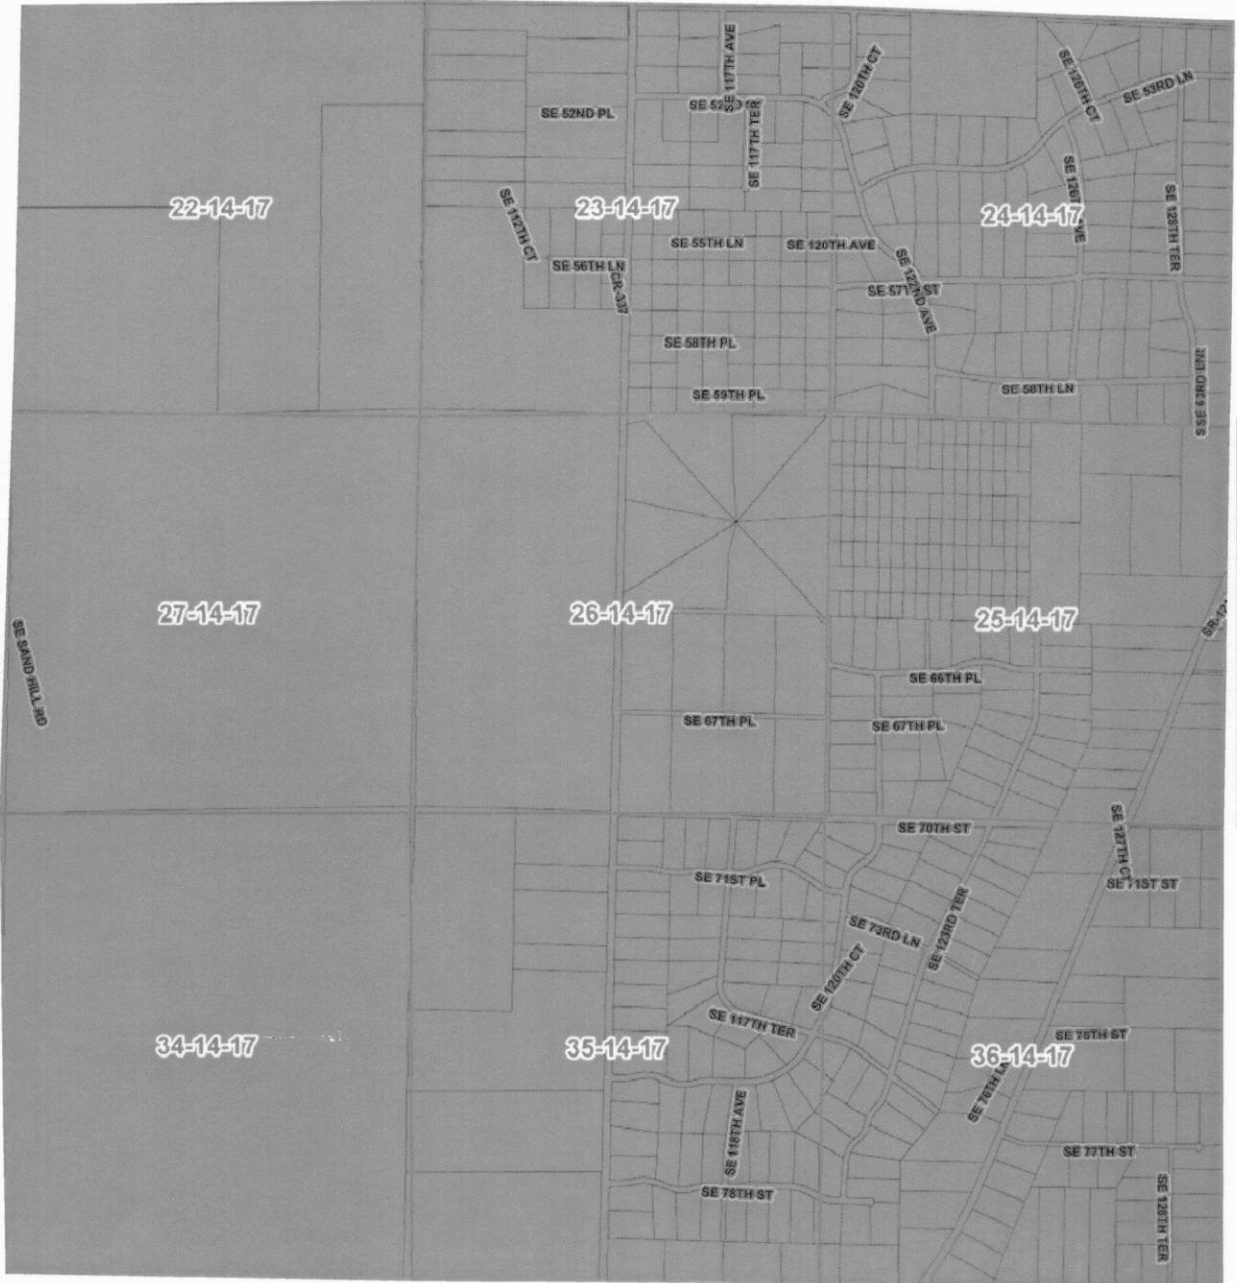 SE 117TH AVE
SE 120TH CT
SE 126TH CT
SE 53RD LN
SE 52ND PL
SE 117TH TER
22-14-17
23-14-17
24-14-17
SE 128TH TER
SE 112TH CT
SE 55TH LN
SE 120TH AVE
SE 56TH LN
CR-337
SE 122ND AVE
SE 58TH PL
SE 59TH PL
SE 58TH LN
27-14-17
26-14-17
25-14-17
SE SAND HILL RD
SE 66TH PL
SE 67TH PL
SE 67TH PL
SE 70TH ST
SE 127TH CT
SE 71ST PL
SE 71ST ST
SE 73RD LN
SE 123RD TER
SE 120TH CT
SE 117TH TER
34-14-17
35-14-17
36-14-17
SE 76TH LN
SE 118TH AVE
SE 77TH ST
SE 78TH ST
SE 128TH TER